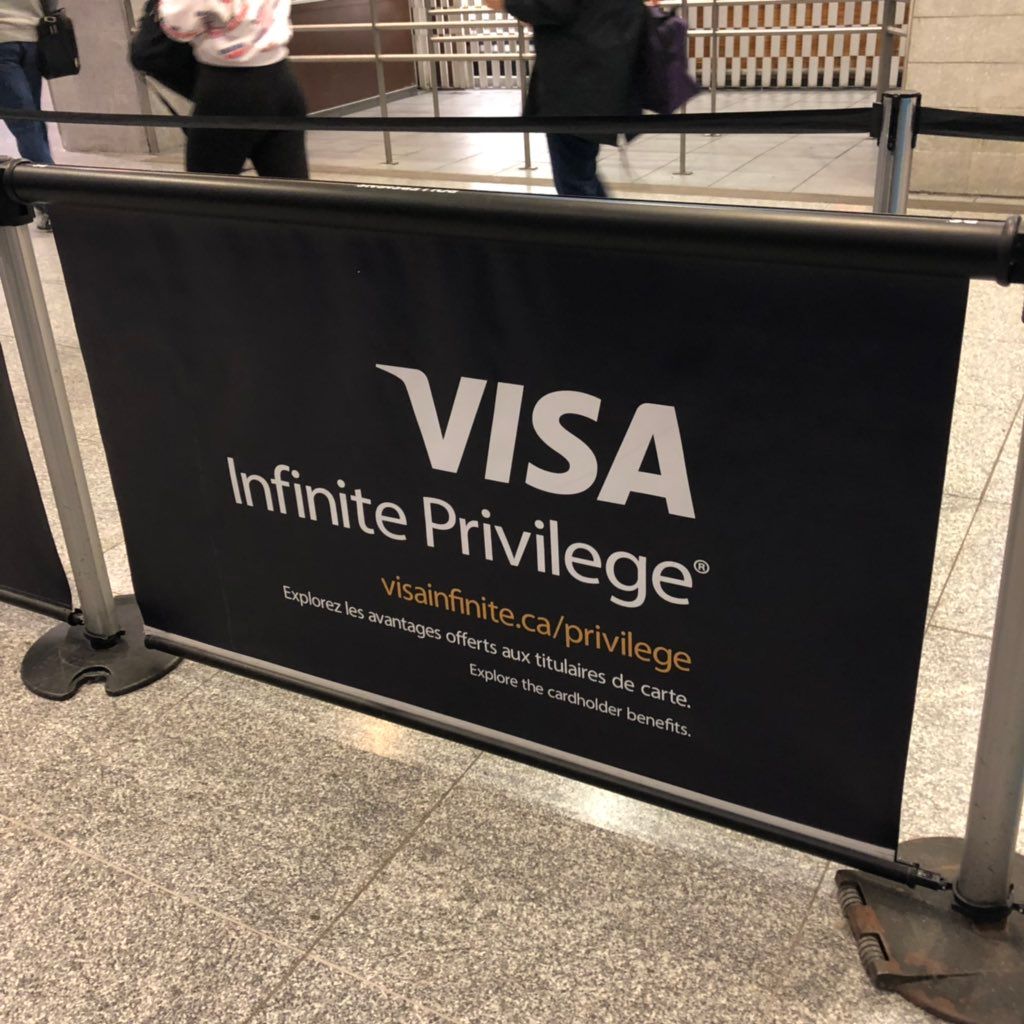 VISA
Infinite Privilege®
visainfinite.ca/privilege
Explorez les avantages offerts aux titulaires de carte.
Explore the cardholder benefits.